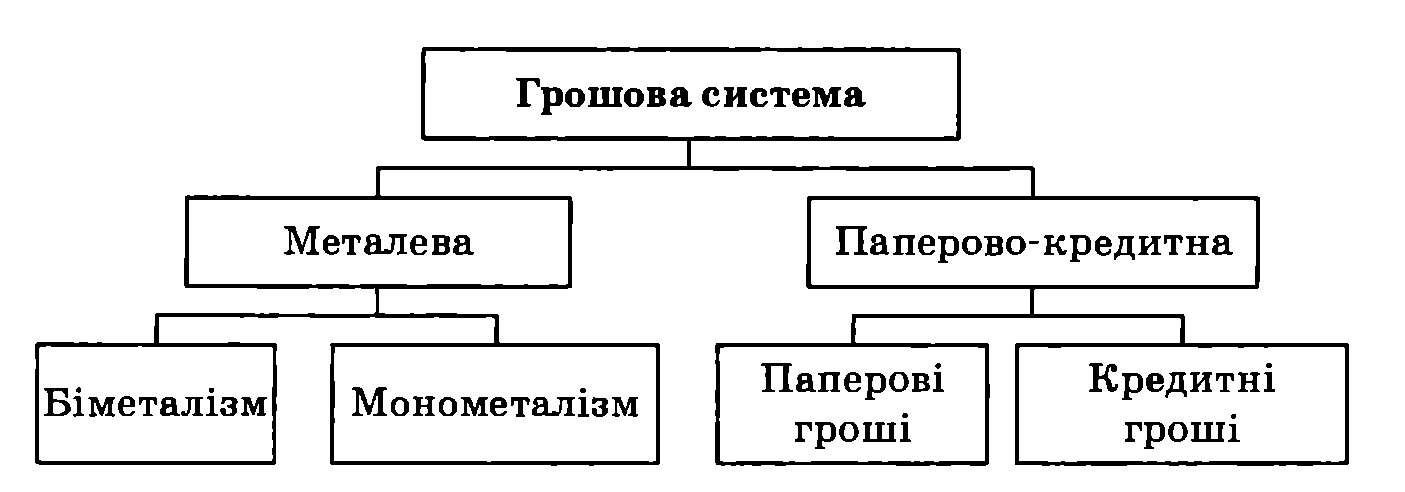 Грошова система
Металева
Паперово-кредитна
Біметалізм
Монометалізм
Паперові
гроші
Кредитні
гроші